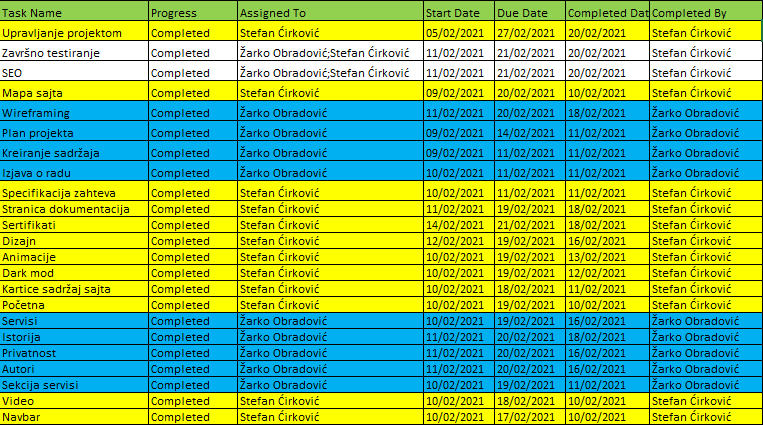 Task Name Progress Assigned To Start Date Due Date Completed Dat Completed By
Upravljanje projektom Completed Stefan Ćirković 05/02/2021 27/02/2021 20/02/2021 Stefan Ćirković
Završno testiranje Completed Žarko Obradović;Stefan Ćirković 11/02/2021 21/02/2021 20/02/2021 Stefan Ćirković
SEO Completed Žarko Obradović;Stefan Ćirković 11/02/2021 21/02/2021 20/02/2021 Stefan Ćirković
Mapa sajta Completed Stefan Ćirković 09/02/2021 20/02/2021 10/02/2021 Stefan Ćirković
Wireframing Completed Žarko Obradović 11/02/2021 20/02/2021 18/02/2021 Žarko Obradović
Plan projekta Completed Žarko Obradović 09/02/2021 14/02/2021 11/02/2021 Žarko Obradović
Kreiranje sadržaja Completed Žarko Obradović 09/02/2021 11/02/2021 11/02/2021 Žarko Obradović
Izjava o radu Completed Žarko Obradović 10/02/2021 11/02/2021 11/02/2021 Žarko Obradović
Specifikacija zahteva Completed Stefan Ćirković 10/02/2021 11/02/2021 11/02/2021 Stefan Ćirković
Stranica dokumentacija Completed Stefan Ćirković 11/02/2021 19/02/2021 18/02/2021 Stefan Ćirković
Sertifikati Completed Stefan Ćirković 14/02/2021 21/02/2021 18/02/2021 Stefan Ćirković
Dizajn Completed Stefan Ćirković 12/02/2021 19/02/2021 16/02/2021 Stefan Ćirković
Animacije Completed Stefan Ćirković 10/02/2021 19/02/2021 13/02/2021 Stefan Ćirković
Dark mod Completed Stefan Ćirković 10/02/2021 19/02/2021 12/02/2021 Stefan Ćirković
Kartice sadržaj sajta Completed Stefan Ćirković 10/02/2021 18/02/2021 11/02/2021 Stefan Ćirković
Početna Completed Stefan Ćirković 10/02/2021 19/02/2021 10/02/2021 Stefan Ćirković
Servisi Completed Žarko Obradović 10/02/2021 19/02/2021 16/02/2021 Žarko Obradović
Istorija Completed Žarko Obradović 11/02/2021 20/02/2021 18/02/2021 Žarko Obradović
Privatnost Completed Žarko Obradović 11/02/2021 20/02/2021 16/02/2021 Žarko Obradović
Autori Completed Žarko Obradović 11/02/2021 20/02/2021 16/02/2021 Žarko Obradović
Sekcija servisi Completed Žarko Obradović 10/02/2021 19/02/2021 11/02/2021 Žarko Obradović
Video Completed Stefan Ćirković 10/02/2021 18/02/2021 10/02/2021 Stefan Ćirković
Navbar Completed Stefan Ćirković 10/02/2021 17/02/2021 10/02/2021 Stefan Ćirković